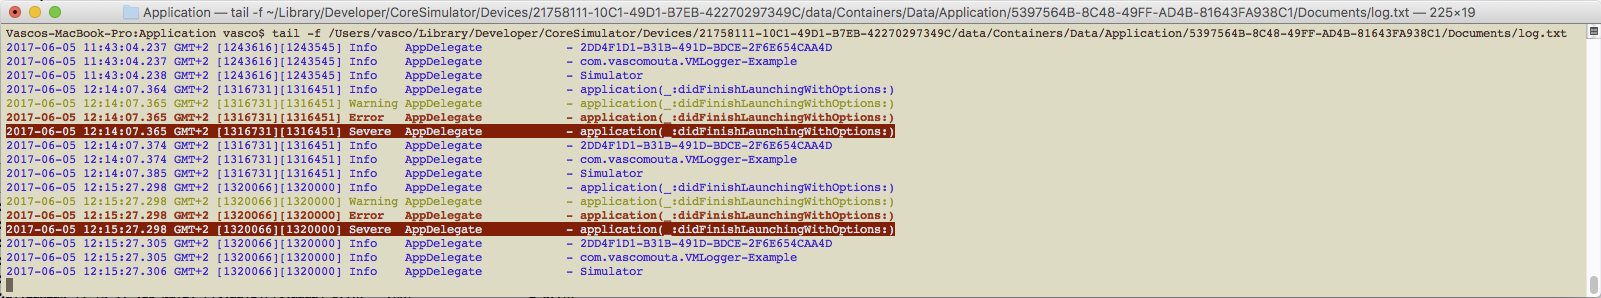 Application — tail -f ~/Library/Developer/CoreSimulator/Devices/21758111-10C1-49D1-B7EB-42270297349C/data/Containers/Data/Application/5397564B-8C48-49FF-AD4B-81643FA938C1/Documents/log.txt — 225×19
Vascos-MacBook-Pro:Application vasco$ tail -f /Users/vasco/Library/Developer/CoreSimulator/Devices/21758111-10C1-49D1-B7EB-42270297349C/data/Containers/Data/Application/5397564B-8C48-49FF-AD4B-81643FA938C1/Documents/log.txt
2017-06-05 11:43:04.237 GMT+2 [1243616][1243545] Info    AppDelegate            - 2DD4F1D1-B31B-491D-BDCE-2F6E654CAA4D
2017-06-05 11:43:04.237 GMT+2 [1243616][1243545] Info    AppDelegate            - com.vascomouta.VMLogger-Example
2017-06-05 11:43:04.238 GMT+2 [1243616][1243545] Info    AppDelegate            - Simulator
2017-06-05 12:14:07.364 GMT+2 [1316731][1316451] Info    AppDelegate            - application(_:didFinishLaunchingWithOptions:)
2017-06-05 12:14:07.365 GMT+2 [1316731][1316451] Warning AppDelegate            - application(_:didFinishLaunchingWithOptions:)
2017-06-05 12:14:07.365 GMT+2 [1316731][1316451] Error   AppDelegate            - application(_:didFinishLaunchingWithOptions:)
2017-06-05 12:14:07.365 GMT+2 [1316731][1316451] Severe  AppDelegate            - application(_:didFinishLaunchingWithOptions:)
2017-06-05 12:14:07.374 GMT+2 [1316731][1316451] Info    AppDelegate            - 2DD4F1D1-B31B-491D-BDCE-2F6E654CAA4D
2017-06-05 12:14:07.374 GMT+2 [1316731][1316451] Info    AppDelegate            - com.vascomouta.VMLogger-Example
2017-06-05 12:14:07.385 GMT+2 [1316731][1316451] Info    AppDelegate            - Simulator
2017-06-05 12:15:27.298 GMT+2 [1320066][1320000] Info    AppDelegate            - application(_:didFinishLaunchingWithOptions:)
2017-06-05 12:15:27.298 GMT+2 [1320066][1320000] Warning AppDelegate            - application(_:didFinishLaunchingWithOptions:)
2017-06-05 12:15:27.298 GMT+2 [1320066][1320000] Error   AppDelegate            - application(_:didFinishLaunchingWithOptions:)
2017-06-05 12:15:27.298 GMT+2 [1320066][1320000] Severe  AppDelegate            - application(_:didFinishLaunchingWithOptions:)
2017-06-05 12:15:27.305 GMT+2 [1320066][1320000] Info    AppDelegate            - 2DD4F1D1-B31B-491D-BDCE-2F6E654CAA4D
2017-06-05 12:15:27.305 GMT+2 [1320066][1320000] Info    AppDelegate            - com.vascomouta.VMLogger-Example
2017-06-05 12:15:27.306 GMT+2 [1320066][1320000] Info    AppDelegate            - Simulator